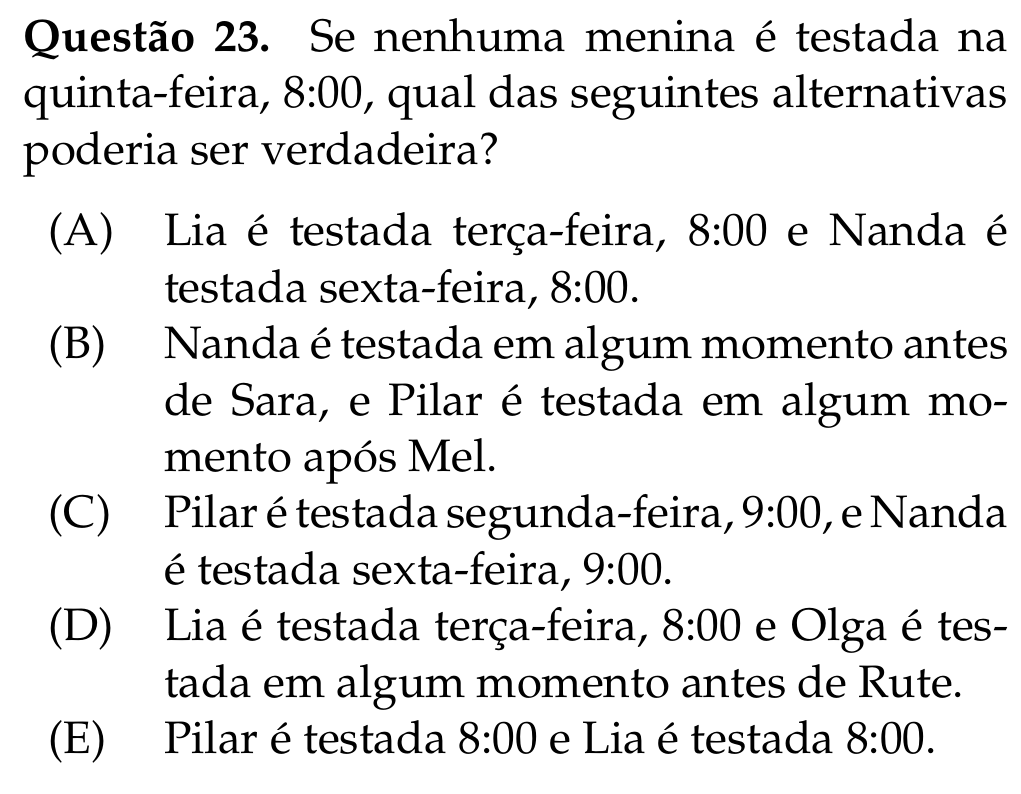 Questão 23. Se nenhuma menina é testada na
quinta-feira, 8:00, qual das seguintes alternativas
poderia ser verdadeira?
(A) Lia é testada terça-feira, 8:00 e Nanda é
testada sexta-feira, 8:00.
(B) Nanda é testada em algum momento antes
de Sara, e Pilar é testada em algum mo-
mento após Mel.
(C) Pilar é testada segunda-feira, 9:00, e Nanda
é testada sexta-feira, 9:00.
(D) Lia é testada terça-feira, 8:00 e Olga é tes-
tada em algum momento antes de Rute.
(E) Pilar é testada 8:00 e Lia é testada 8:00.